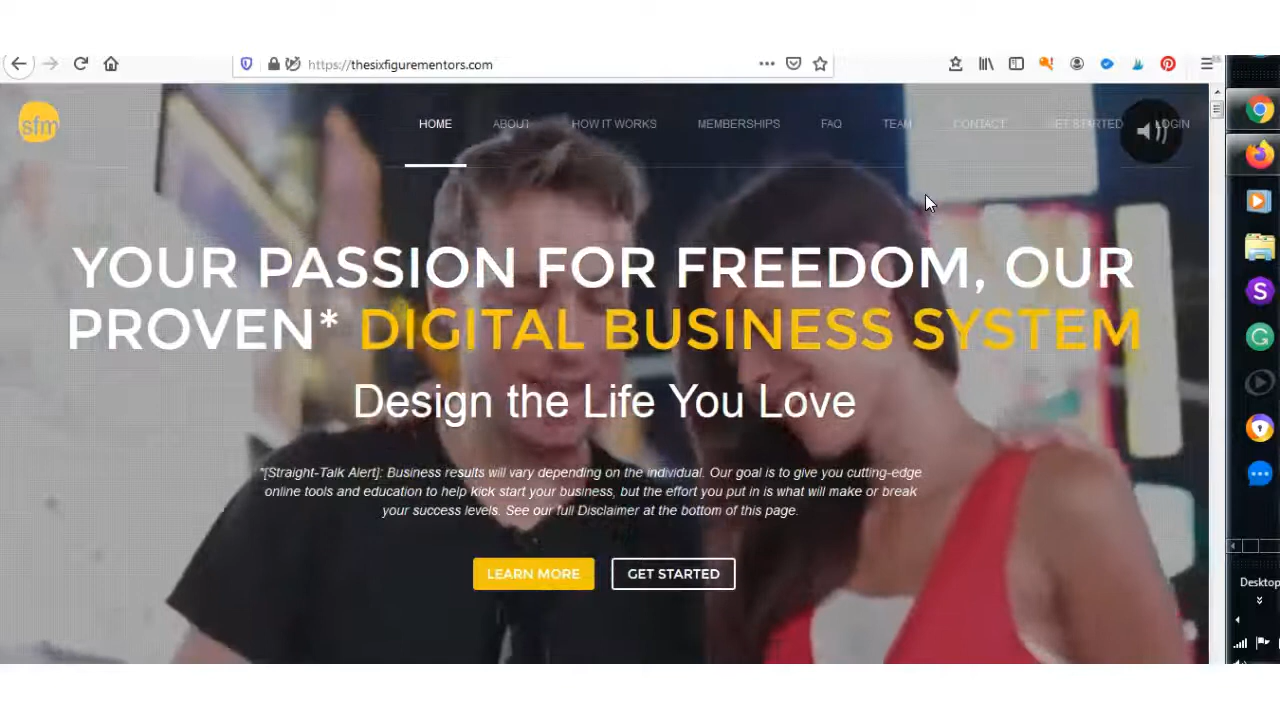 https://thesixfigurementors.com
sfm
HOME ABOUT HOW IT WORKS MEMBERSHIPS FAQ TEAM CONTACT ET STARTED LOGIN
YOUR PASSION FOR FREEDOM, OUR
PROVEN* DIGITAL BUSINESS SYSTEM
Design the Life You Love
*[Straight-Talk Alert]: Business results will vary depending on the individual. Our goal is to give you cutting-edge
online tools and education to help kick start your business, but the effort you put in is what will make or break
your success levels. See our full Disclaimer at the bottom of this page.
LEARN MORE GET STARTED
Desktop